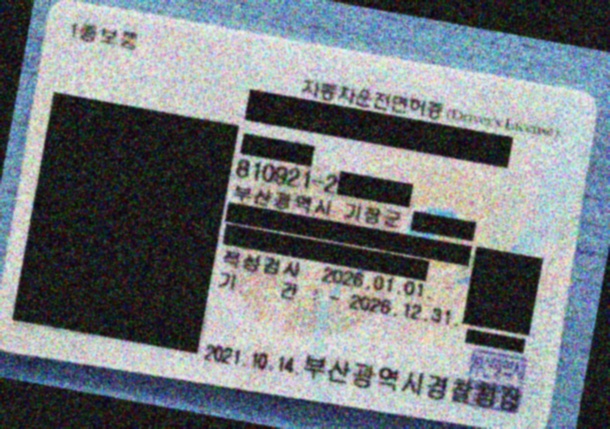 1종보통
자동차운전면허증 (Driver's License)
810921-2
부산광역시 기장군
적성검사 2026.01.01.
기 간 - 2026.12.31.
2021.10.14. 부산광역시경찰청장